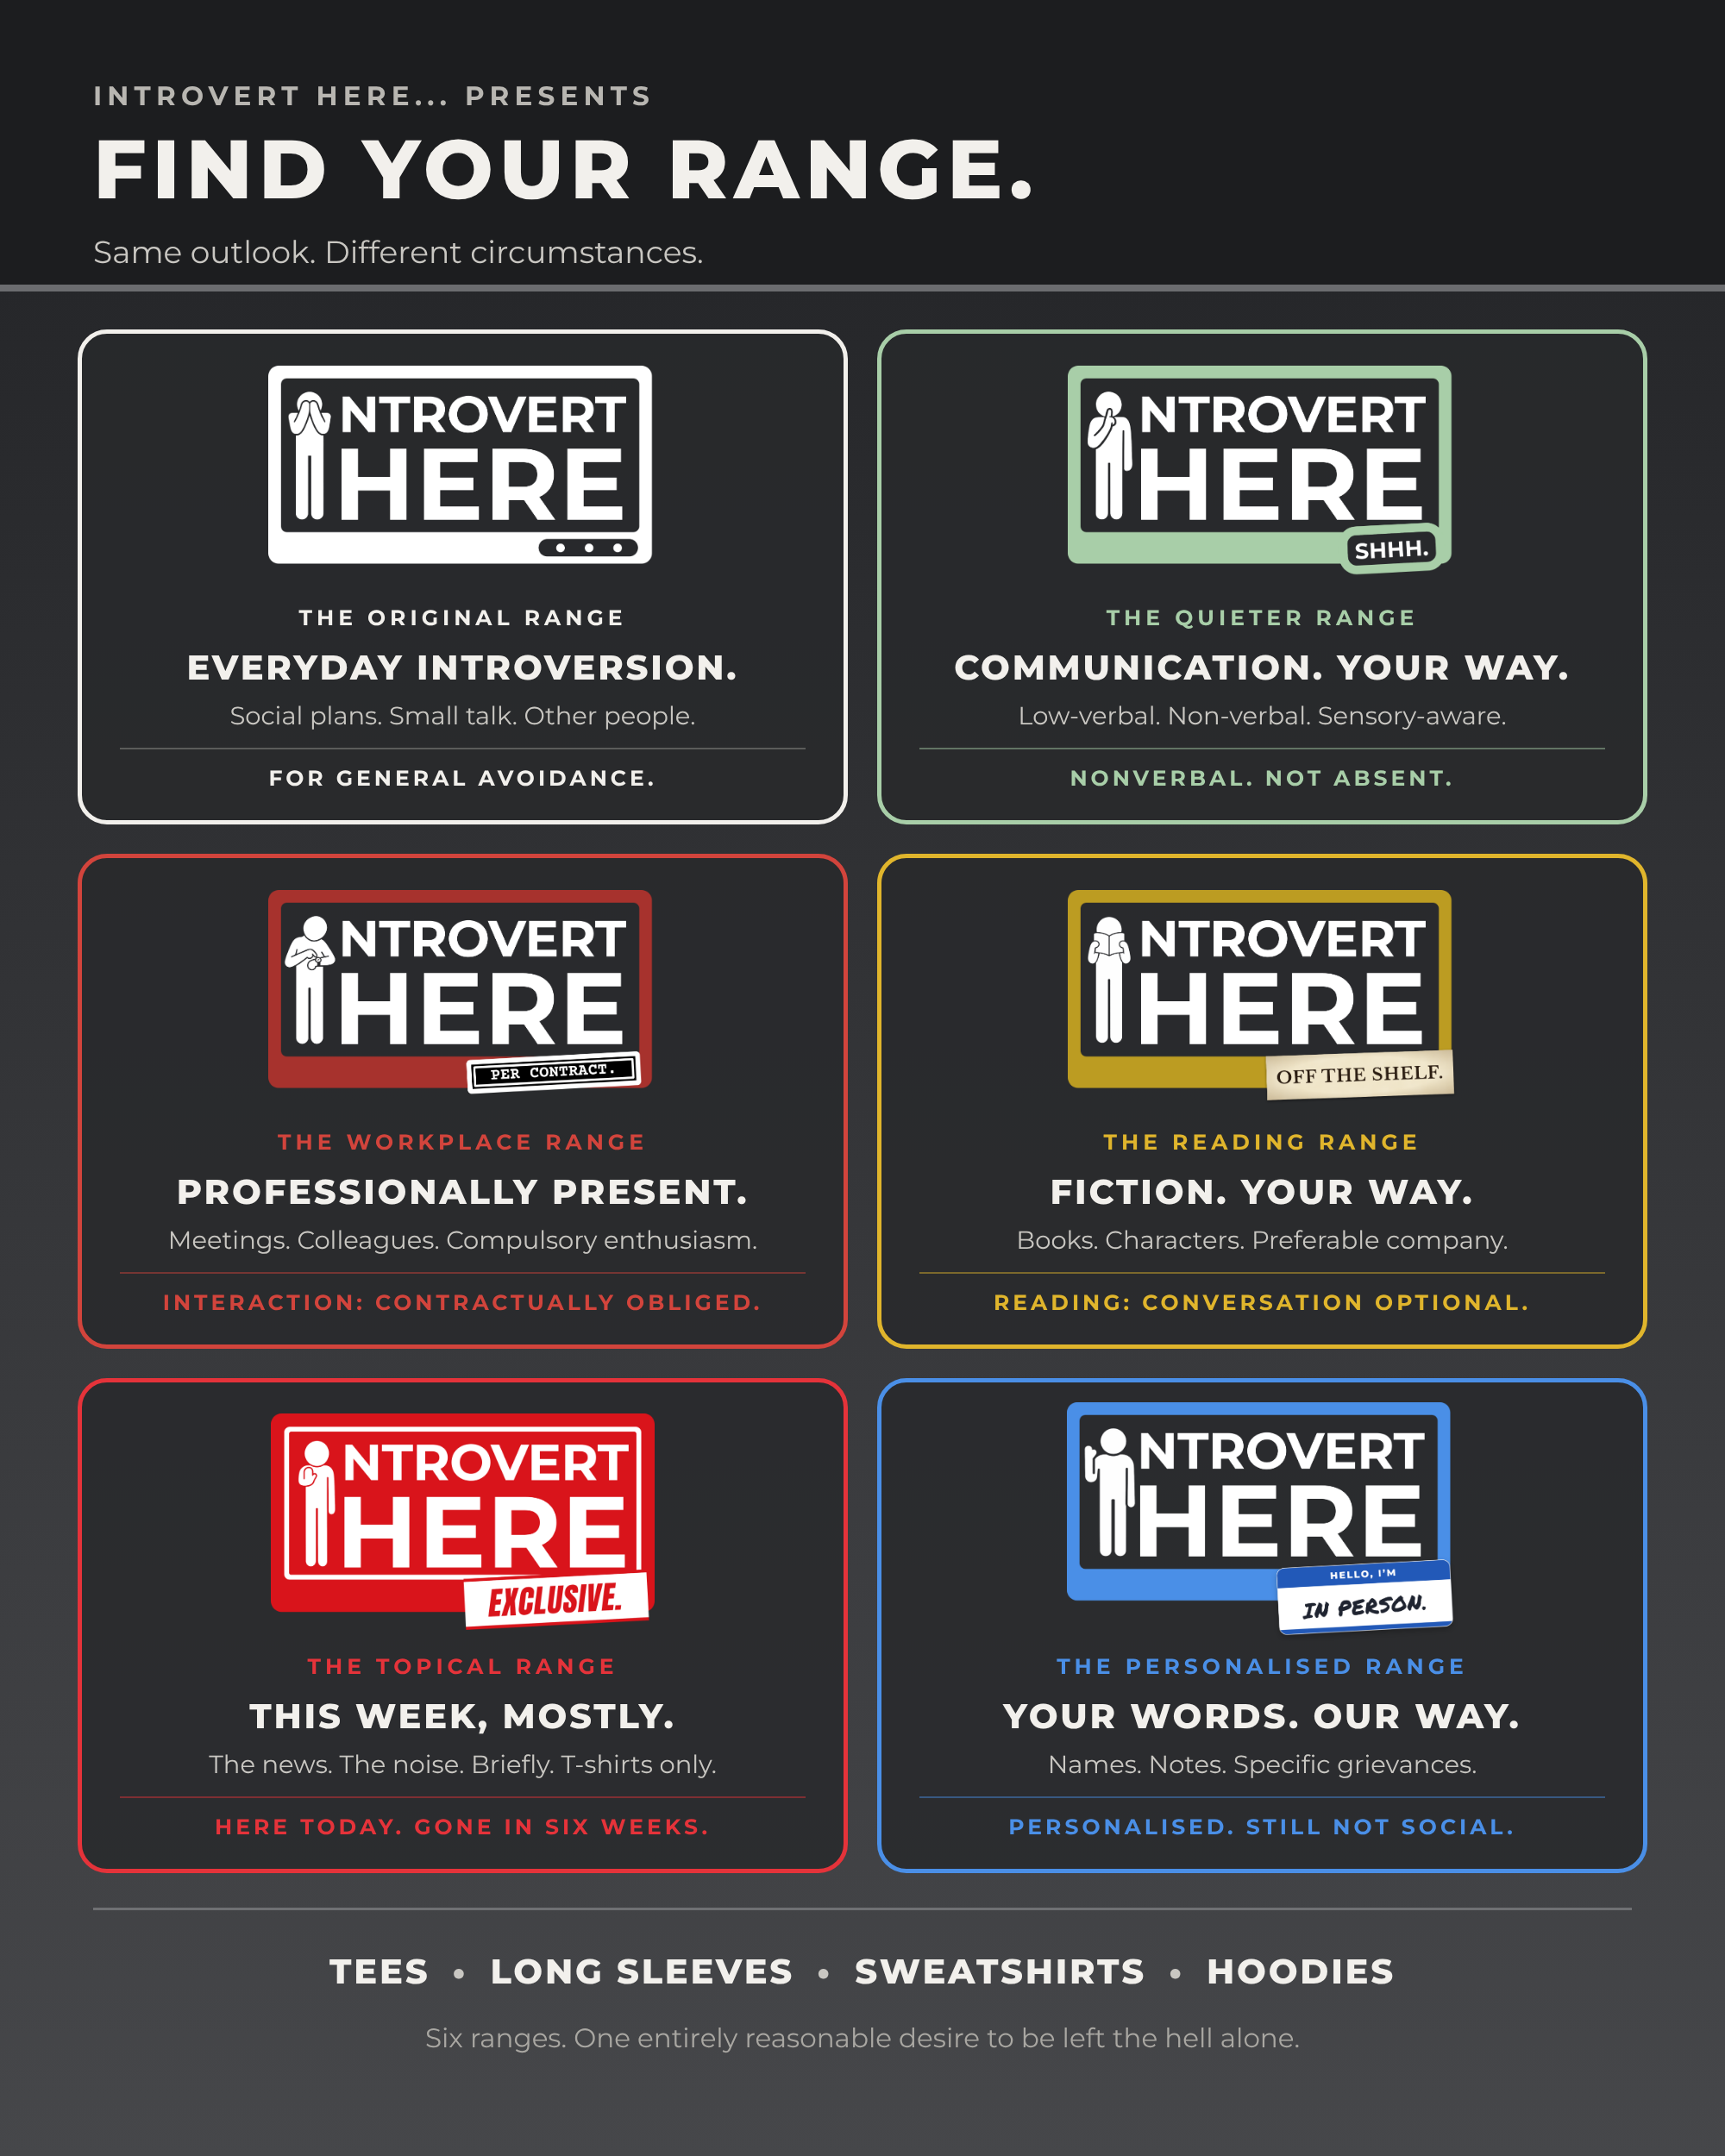 INTROVERT HERE... PRESENTS
FIND YOUR RANGE.
Same outlook. Different circumstances.
NTROVERT
HERE
THE ORIGINAL RANGE
EVERYDAY INTROVERSION.
Social plans. Small talk. Other people.
FOR GENERAL AVOIDANCE.
NTROVERT
HERE
SHHH.
THE QUIETER RANGE
COMMUNICATION. YOUR WAY.
Low-verbal. Non-verbal. Sensory-aware.
NONVERBAL. NOT ABSENT.
NTROVERT
HERE
PER CONTRACT.
THE WORKPLACE RANGE
PROFESSIONALLY PRESENT.
Meetings. Colleagues. Compulsory enthusiasm.
INTERACTION: CONTRACTUALLY OBLIGED.
NTROVERT
HERE
OFF THE SHELF.
THE READING RANGE
FICTION. YOUR WAY.
Books. Characters. Preferable company.
READING: CONVERSATION OPTIONAL.
NTROVERT
HERE
EXCLUSIVE.
THE TOPICAL RANGE
THIS WEEK, MOSTLY.
The news. The noise. Briefly. T-shirts only.
HERE TODAY. GONE IN SIX WEEKS.
NTROVERT
HERE
HELLO, I'M
IN PERSON.
THE PERSONALISED RANGE
YOUR WORDS. OUR WAY.
Names. Notes. Specific grievances.
PERSONALISED. STILL NOT SOCIAL.
TEES • LONG SLEEVES • SWEATSHIRTS • HOODIES
Six ranges. One entirely reasonable desire to be left the hell alone.